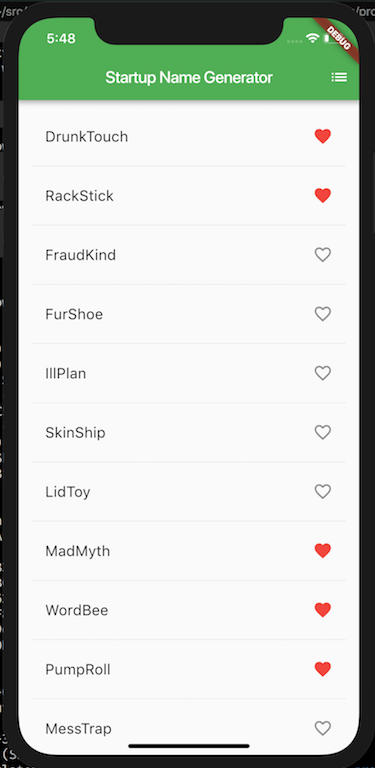 5:48
DEBUG
Startup Name Generator
DrunkTouch
RackStick
FraudKind
FurShoe
IllPlan
SkinShip
LidToy
MadMyth
WordBee
PumpRoll
MessTrap